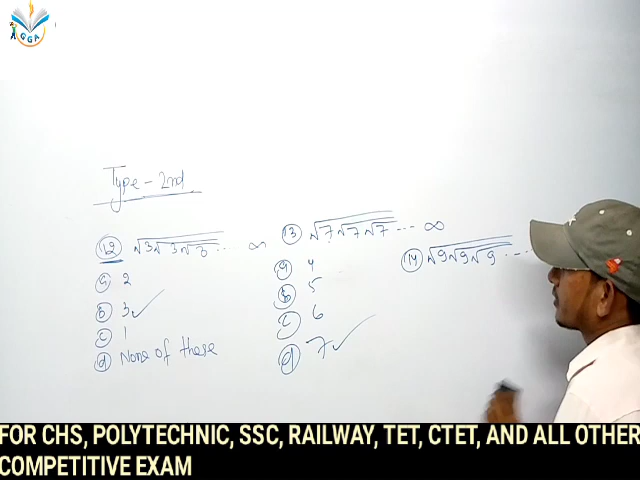 GGA
Type - 2nd
(12) √3√3√3... ∞
(a) 2
(b) 3 ✓
(c) 1
(d) None of these
(13) √7√7√7... ∞
(a) 4
(b) 5
(c) 6
(d) 7 ✓
(14) √9√9√9...
FOR CHS, POLYTECHNIC, SSC, RAILWAY, TET, CTET, AND ALL OTHER
COMPETITIVE EXAM